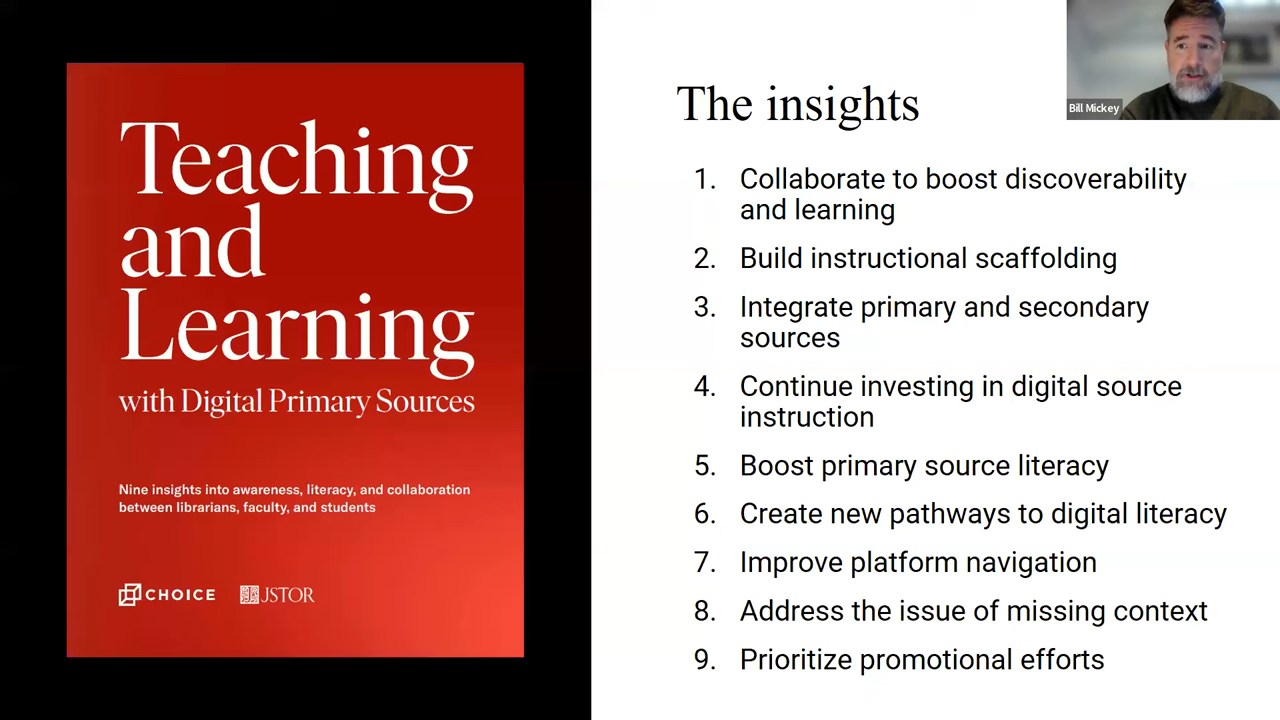 Teaching
and
Learning
with Digital Primary Sources
Nine insights into awareness, literacy, and collaboration
between librarians, faculty, and students
CHOICE
JSTOR
The insights
1. Collaborate to boost discoverability
and learning
2. Build instructional scaffolding
3. Integrate primary and secondary
sources
4. Continue investing in digital source
instruction
5. Boost primary source literacy
6. Create new pathways to digital literacy
7. Improve platform navigation
8. Address the issue of missing context
9. Prioritize promotional efforts
Bill Mickey